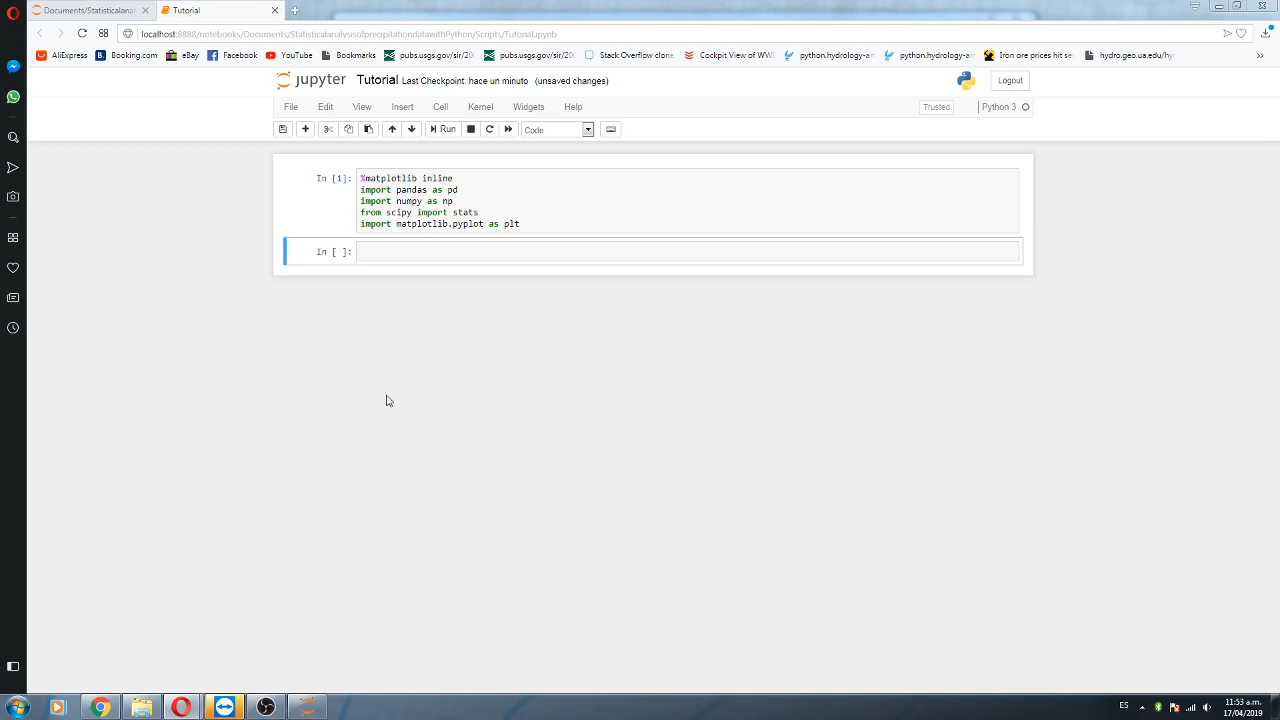 Documents/Statisticalanal
Tutorial
localhost:8888/notebooks/Documents/StatisticalanalysisofprecipitationdatawithPython/Scripts/Tutorial.ipynb
AliExpress
Booking.com
eBay
Facebook
YouTube
Bookmarks
pubs.usgs.gov/sir/20
pubs.usgs.gov/sir/20
Stack Overflow clone
Bullkpit View of WWI
python.hydrology-am
python.hydrology-am
Iron ore prices hit se
hydro.geo.ua.edu/hy
jupyter Tutorial Last Checkpoint: hace un minuto (unsaved changes)
Logout
File Edit View Insert Cell Kernel Widgets Help
Trusted
Python 3
Run
Code
In [1]:
%matplotlib inline
import pandas as pd
import numpy as np
from scipy import stats
import matplotlib.pyplot as plt
In [ ]:
ES
11:53 a.m.
17/04/2019